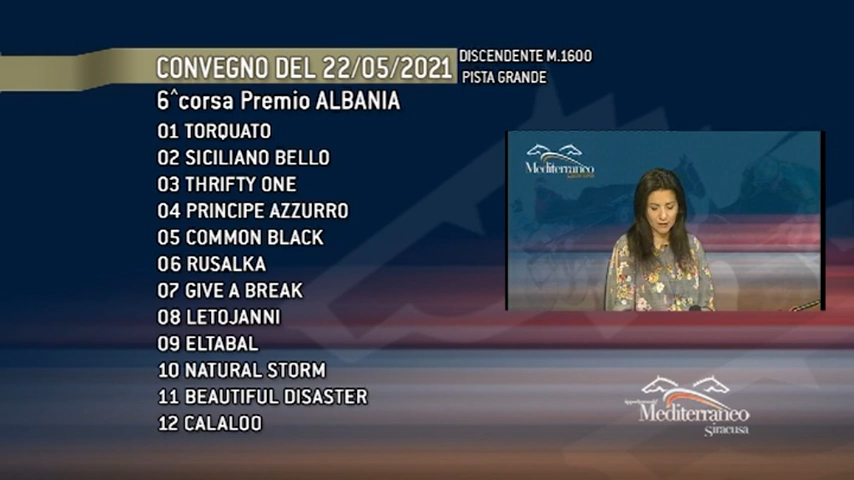 CONVEGNO DEL 22/05/2021
DISCENDENTE M.1600
PISTA GRANDE
6^corsa Premio ALBANIA
01 TORQUATO
02 SICILIANO BELLO
03 THRIFTY ONE
04 PRINCIPE AZZURRO
05 COMMON BLACK
06 RUSALKA
07 GIVE A BREAK
08 LETOJANNI
09 ELTABAL
10 NATURAL STORM
11 BEAUTIFUL DISASTER
12 CALALOO
Mediterraneo
Mediterraneo
Siracusa